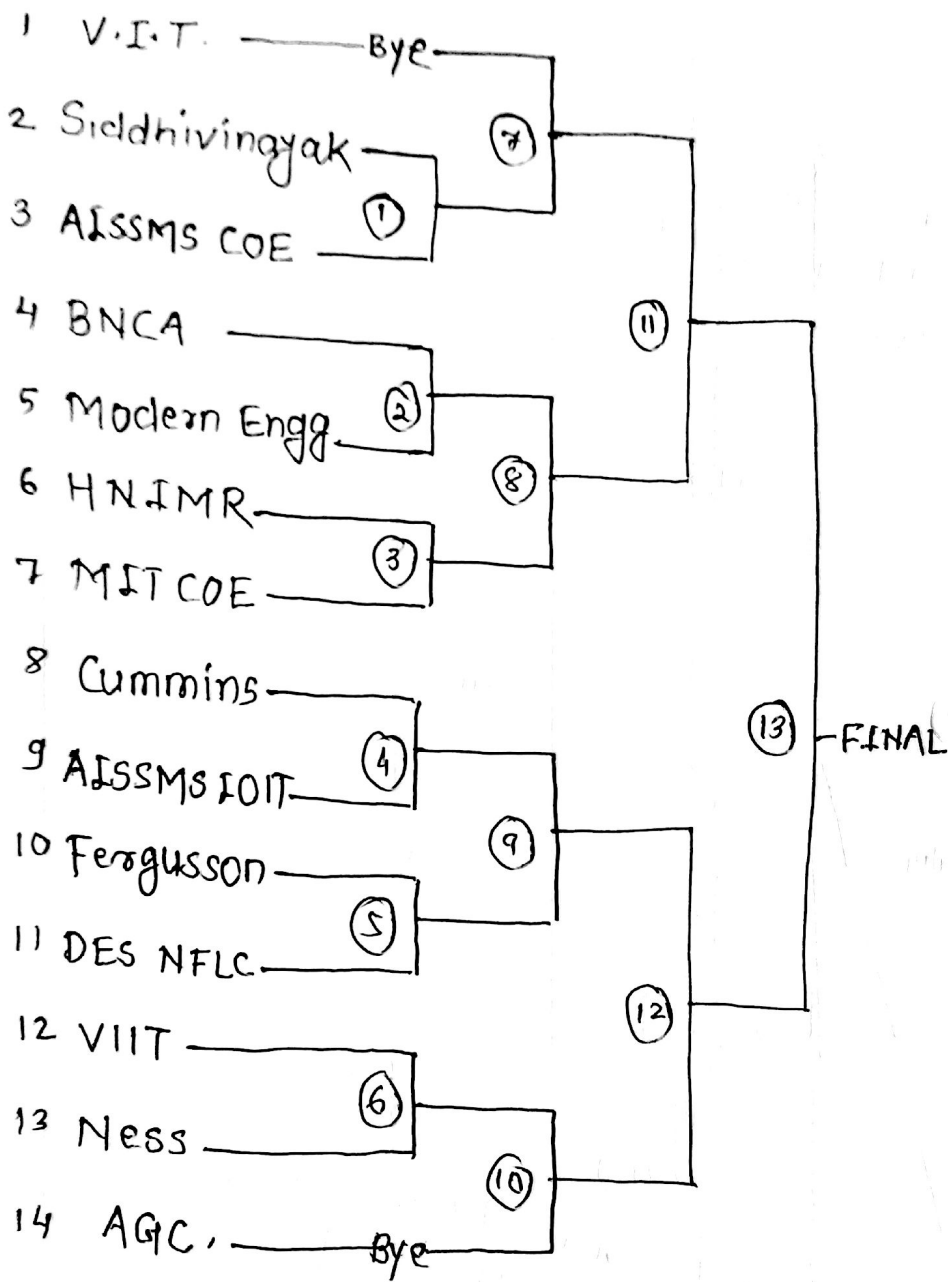 1 V.I.T. Bye
2 Siddhivinayak
7
3 AISSMS COE
1
4 BNCA
11
5 Modern Engg.
2
6 HNIMR
8
7 MIT COE
3
8 Cummins
13 FINAL
9 AISSMS IOIT
4
10 Fergusson
9
11 DES NFLC
5
12 VIIT
12
6
13 Ness
10
14 AGC. Bye